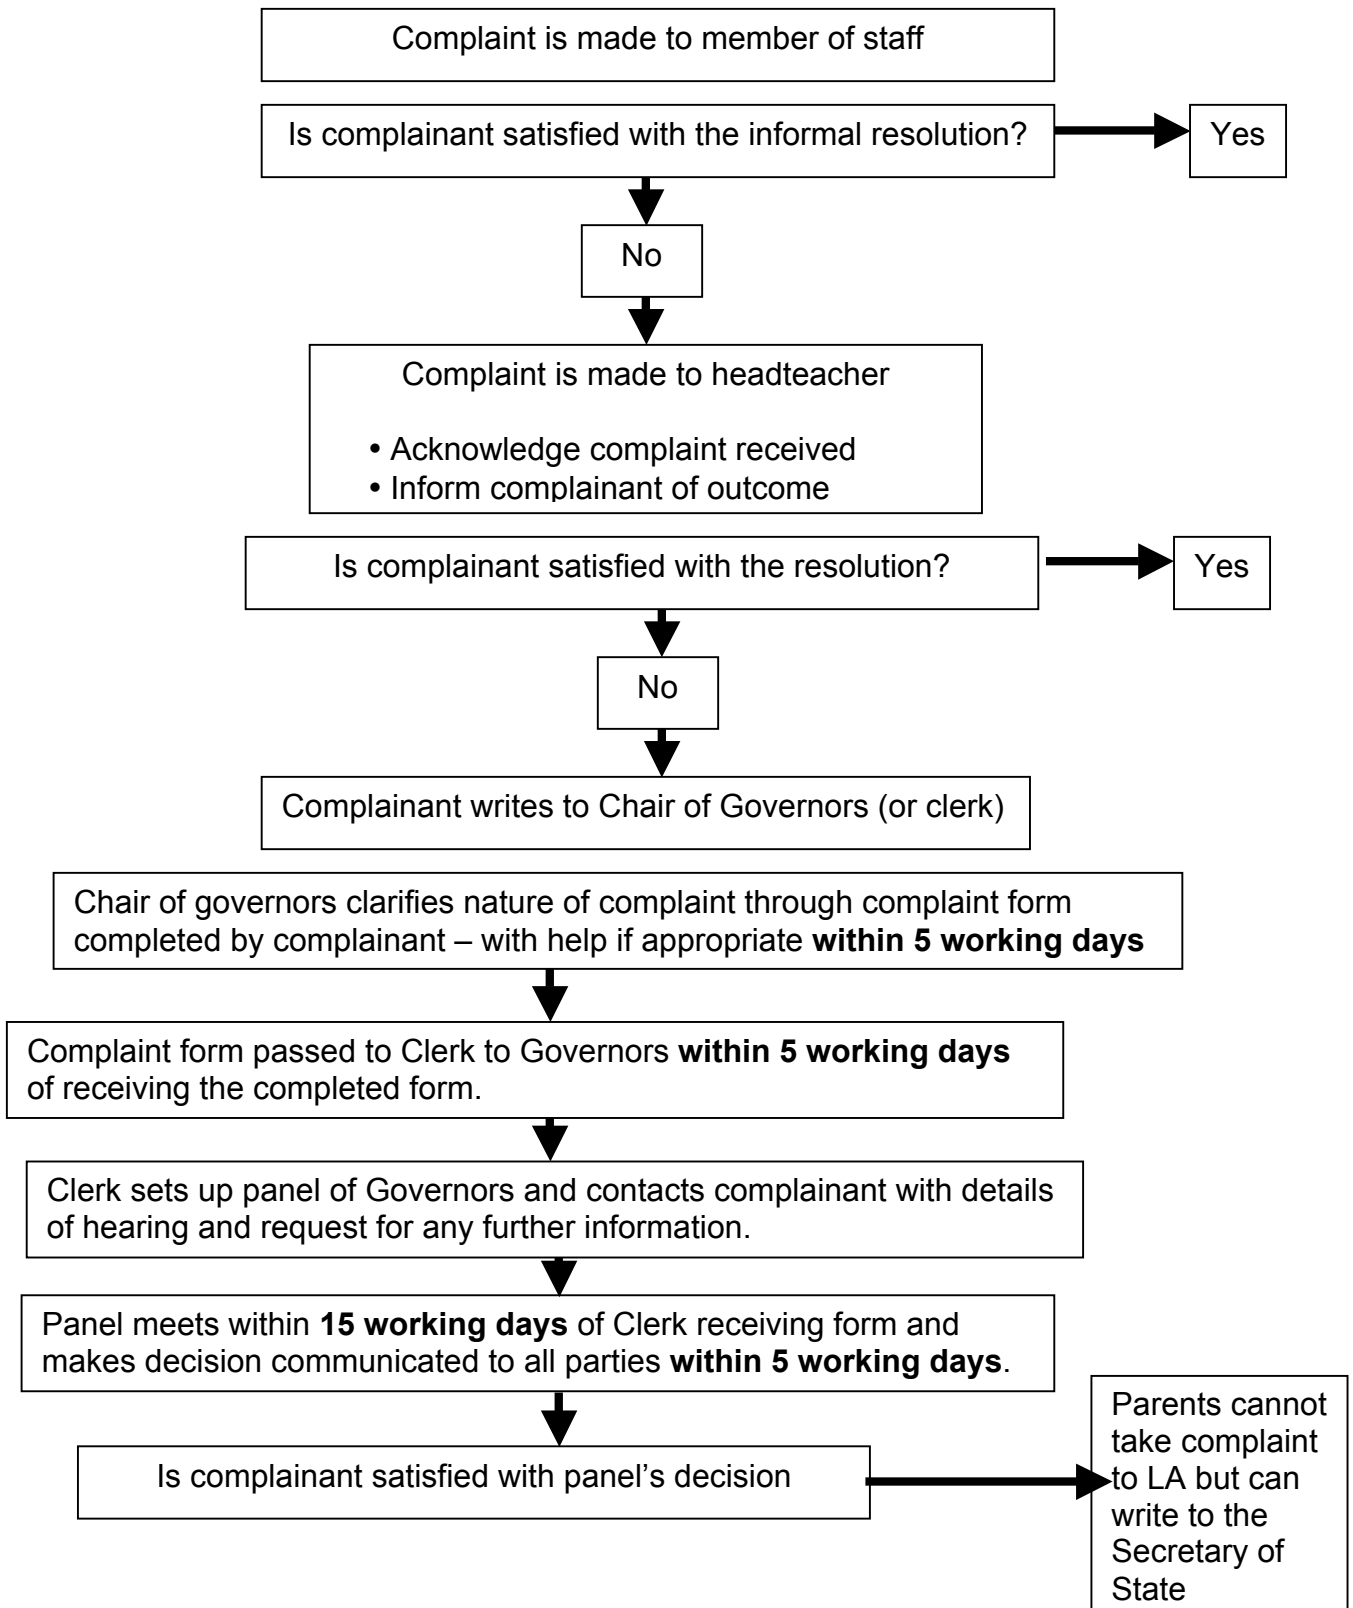 Complaint is made to member of staff
Is complainant satisfied with the informal resolution?
Yes
No
Complaint is made to headteacher
• Acknowledge complaint received
• Inform complainant of outcome
Is complainant satisfied with the resolution?
Yes
No
Complainant writes to Chair of Governors (or clerk)
Chair of governors clarifies nature of complaint through complaint form
completed by complainant – with help if appropriate within 5 working days
Complaint form passed to Clerk to Governors within 5 working days
of receiving the completed form.
Clerk sets up panel of Governors and contacts complainant with details
of hearing and request for any further information.
Panel meets within 15 working days of Clerk receiving form and
makes decision communicated to all parties within 5 working days.
Is complainant satisfied with panel’s decision
Parents cannot
take complaint
to LA but can
write to the
Secretary of
State